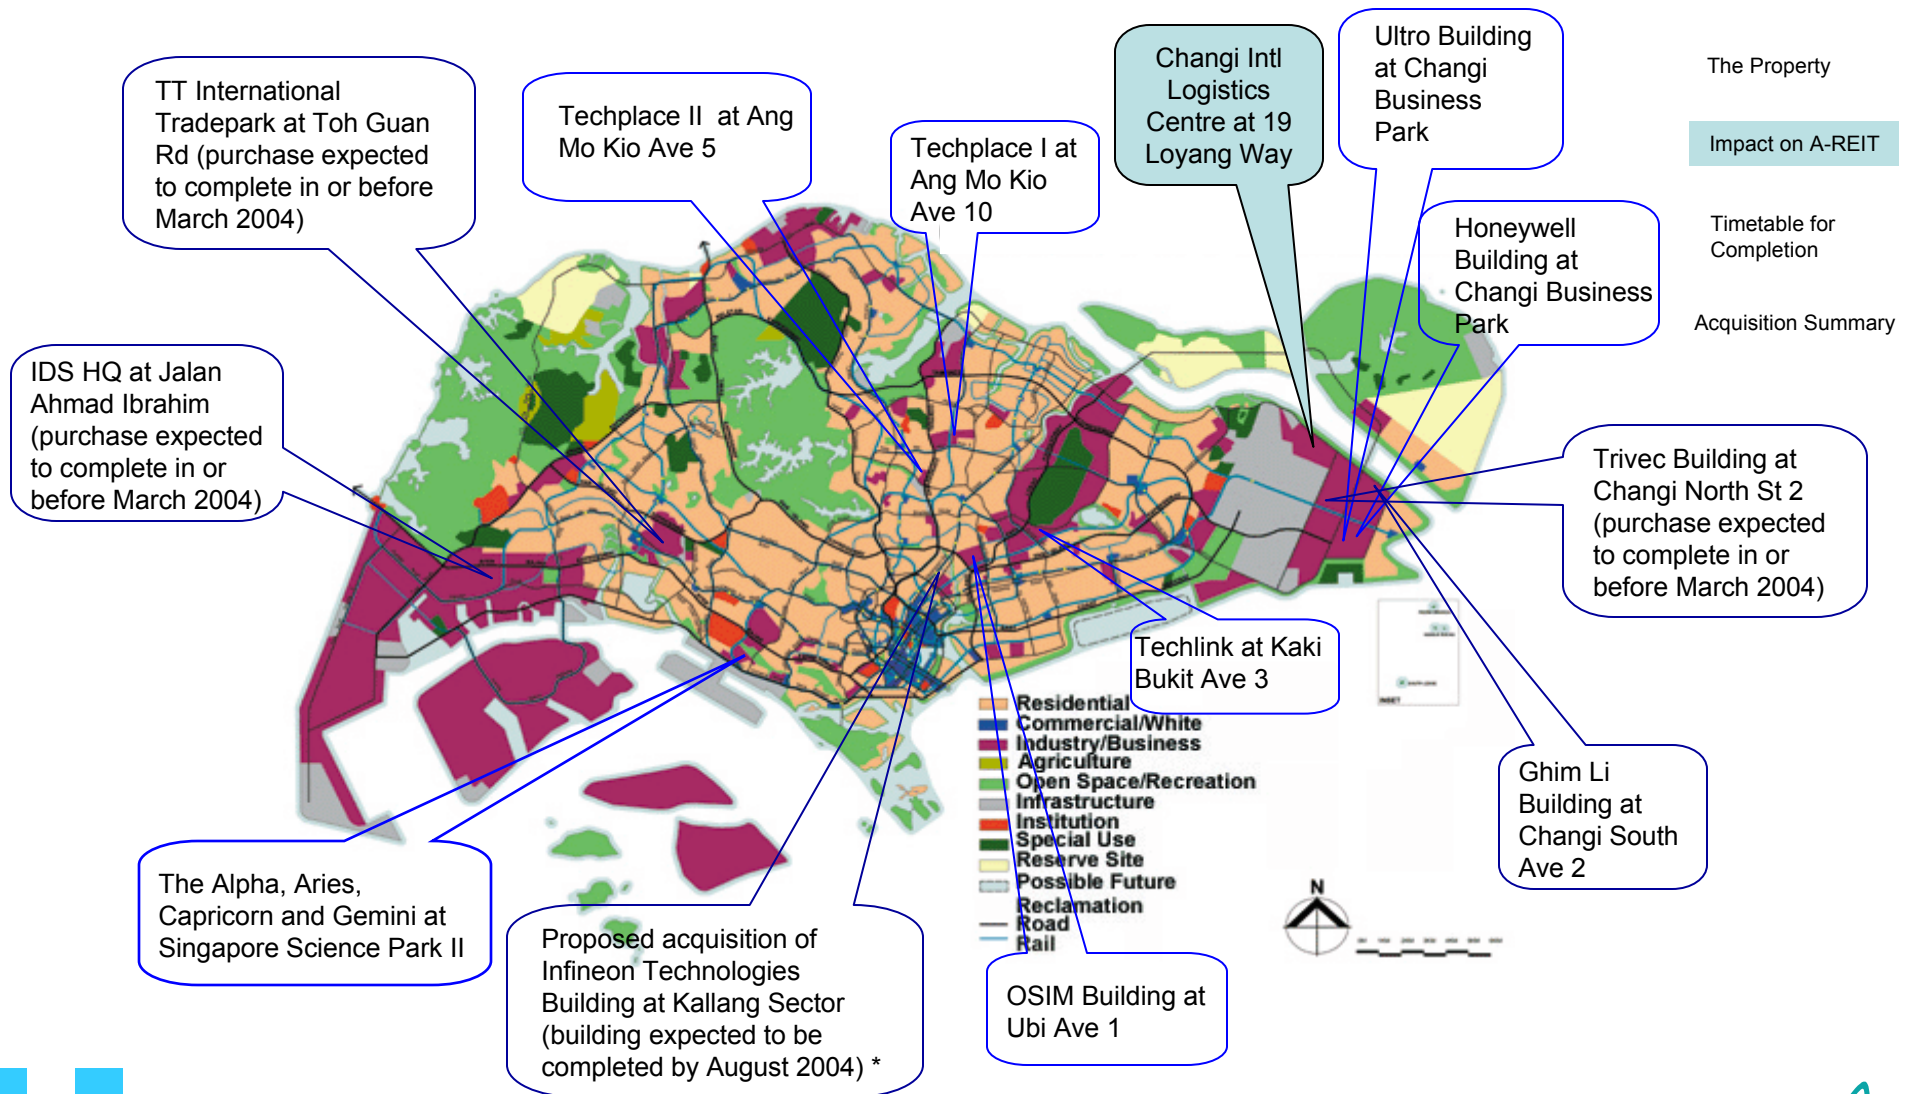 TT International
Tradepark at Toh Guan
Rd (purchase expected
to complete in or before
March 2004)
Techplace II at Ang
Mo Kio Ave 5
Techplace I at
Ang Mo Kio
Ave 10
Changi Intl
Logistics
Centre at 19
Loyang Way
Ultro Building
at Changi
Business
Park
The Property
Impact on A-REIT
Timetable for
Completion
Acquisition Summary
Honeywell
Building at
Changi Business
Park
IDS HQ at Jalan
Ahmad Ibrahim
(purchase expected
to complete in or
before March 2004)
Trivec Building at
Changi North St 2
(purchase expected
to complete in or
before March 2004)
Techlink at Kaki
Bukit Ave 3
Ghim Li
Building at
Changi South
Ave 2
The Alpha, Aries,
Capricorn and Gemini at
Singapore Science Park II
Proposed acquisition of
Infineon Technologies
Building at Kallang Sector
(building expected to be
completed by August 2004) *
OSIM Building at
Ubi Ave 1
Residential
Commercial/White
Industry/Business
Agriculture
Open Space/Recreation
Infrastructure
Institution
Special Use
Reserve Site
Possible Future
Reclamation
Road
Rail
INSET
N